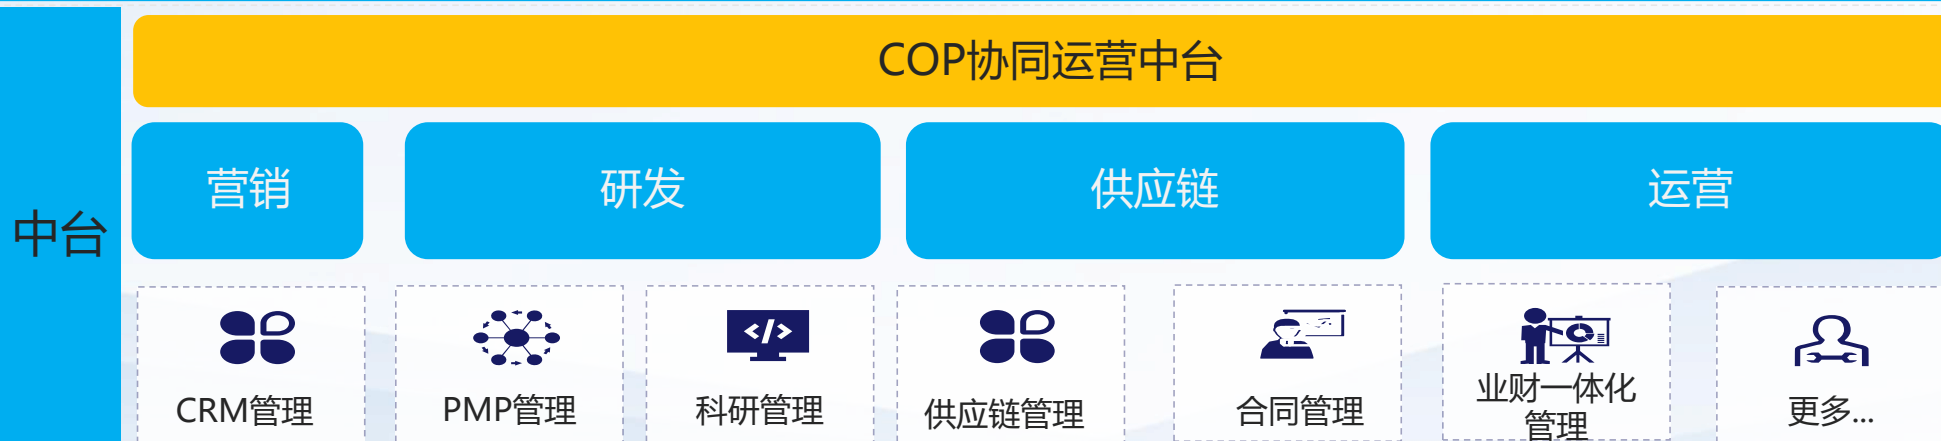 中台
COP协同运营中台
营销
研发
供应链
运营
</>
CRM管理
PMP管理
科研管理
供应链管理
合同管理
业财一体化
管理
更多...